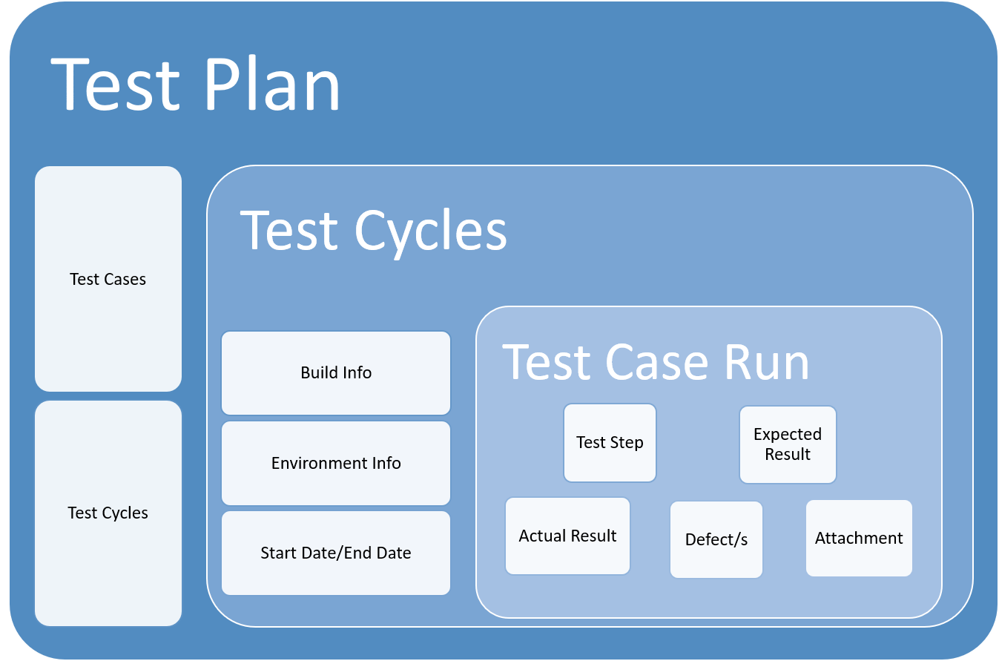 Test Plan
Test Cases
Test Cycles
Test Cycles
Build Info
Environment Info
Start Date/End Date
Test Case Run
Test Step
Expected
Result
Actual Result
Defect/s
Attachment